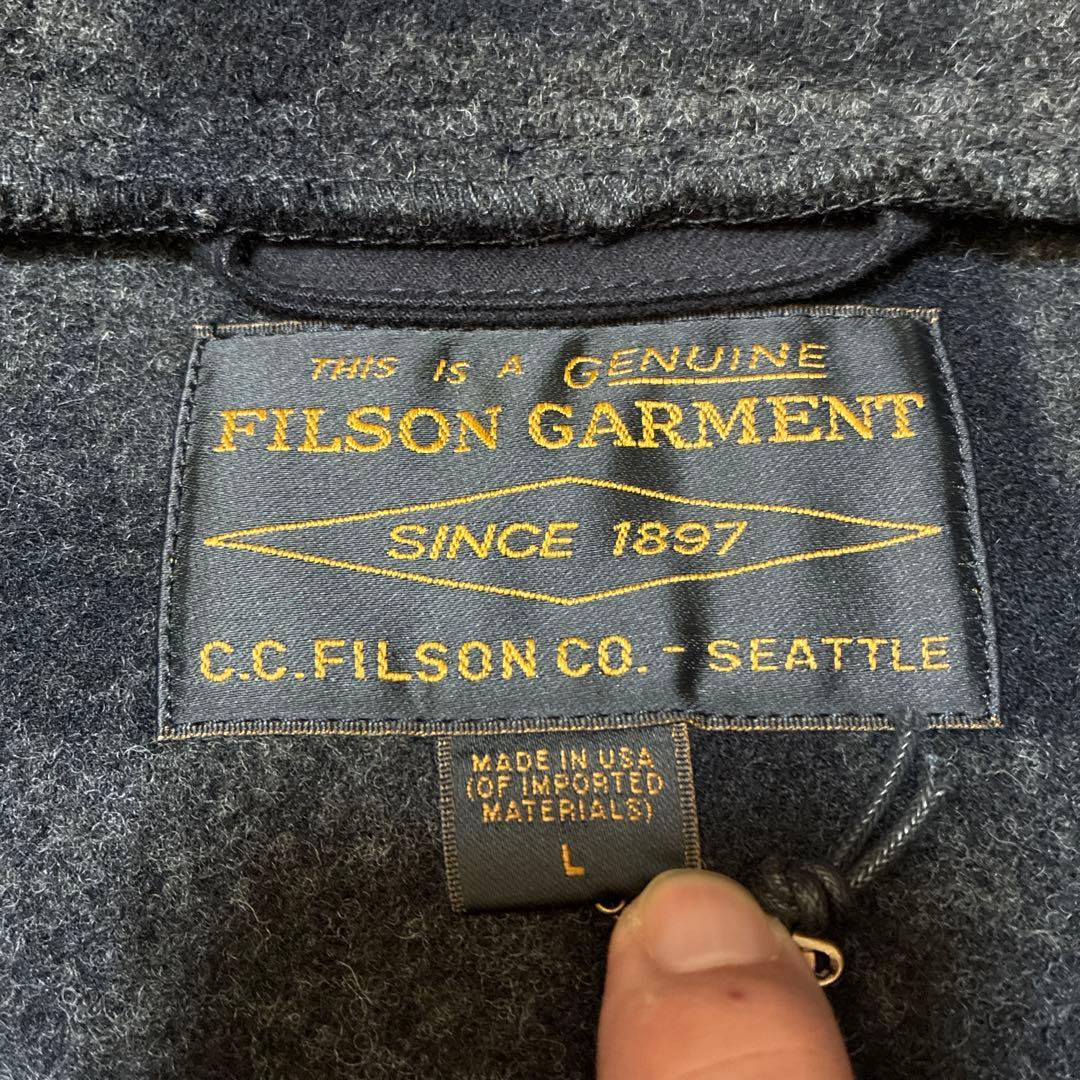 THIS IS A GENUINE
FILSON GARMENT
SINCE 1897
C.C.FILSON CO. - SEATTLE
MADE IN USA
(OF IMPORTED
MATERIALS)
L